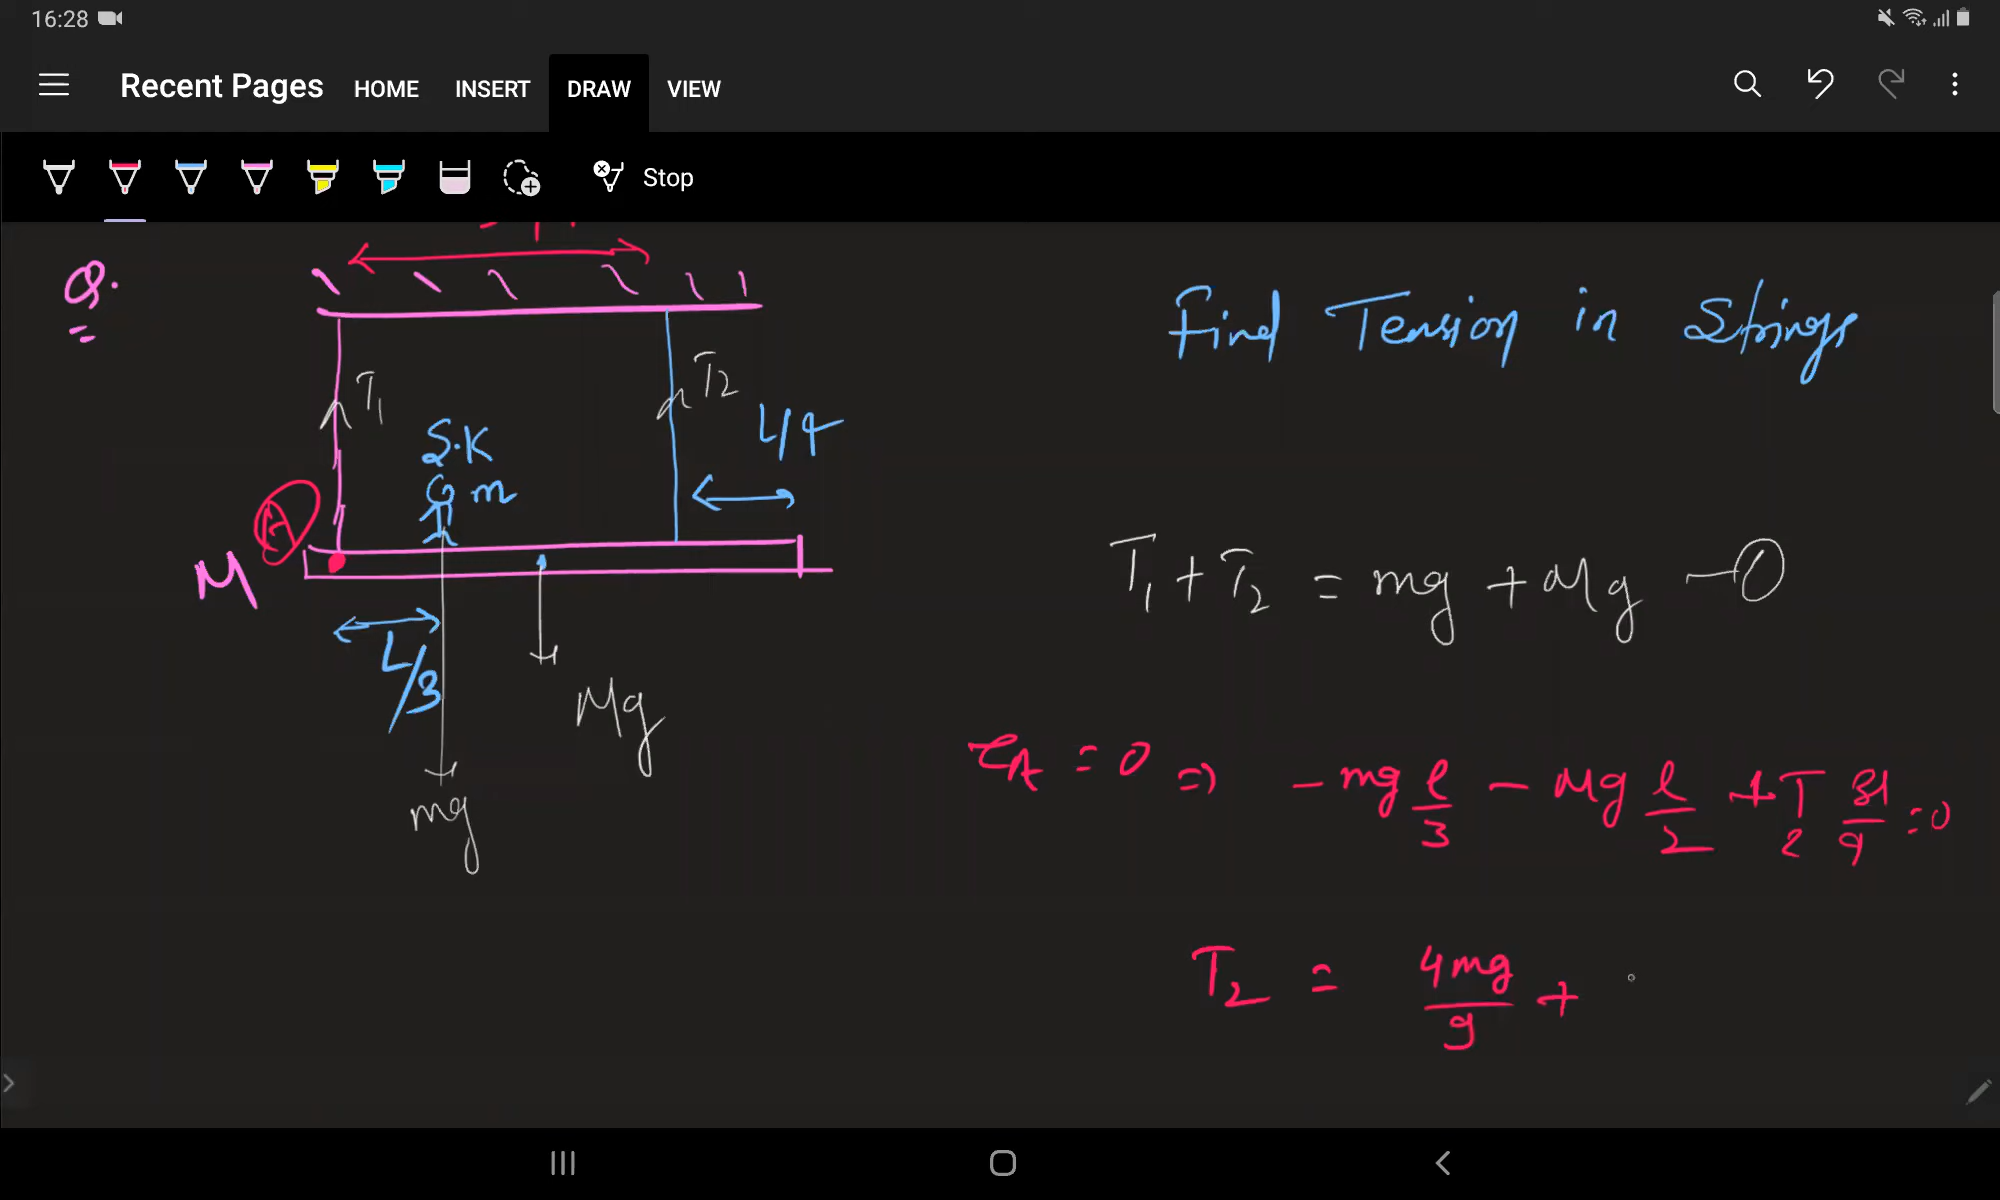 16:28
Recent Pages HOME INSERT DRAW VIEW
Stop
Q.
Find Tension in Strings
T1
T2
L/4
S.K
m
A
M
L/3
Mg
mg
T1 + T2 = mg + Mg —①
τA = 0 ⇒ - mg l/3 - Mg l/2 + T2 3l/4 = 0
T2 = 4mg/9 +